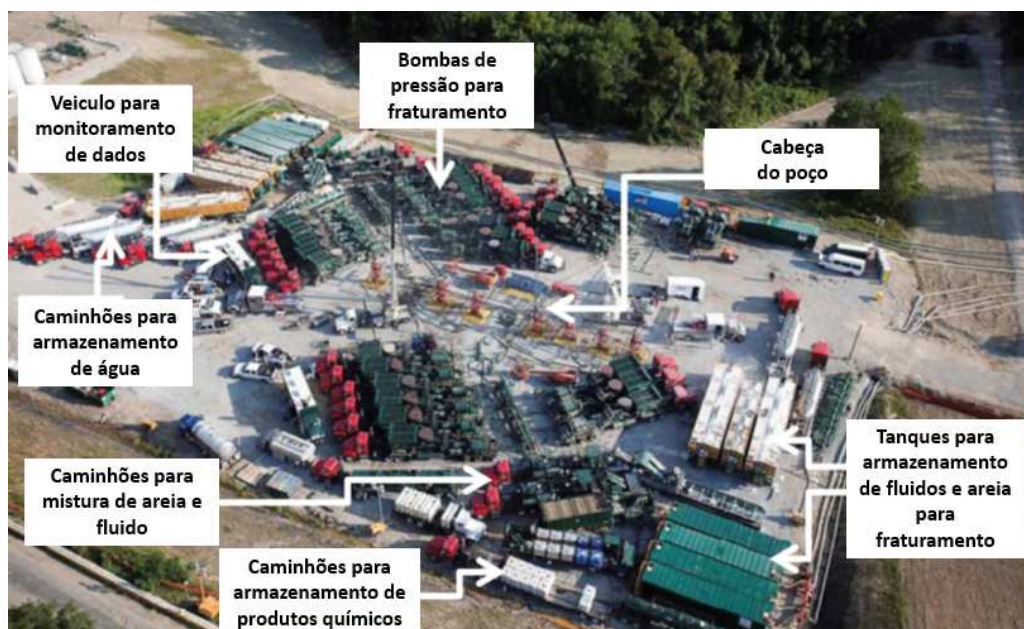 Bombas de
pressão para
fraturamento
Veiculo para
monitoramento
de dados
Cabeça
do poço
Caminhões para
armazenamento
de água
Caminhões para
mistura de areia e
fluido
Tanques para
armazenamento
de fluidos e areia
para
fraturamento
Caminhões para
armazenamento de
produtos químicos